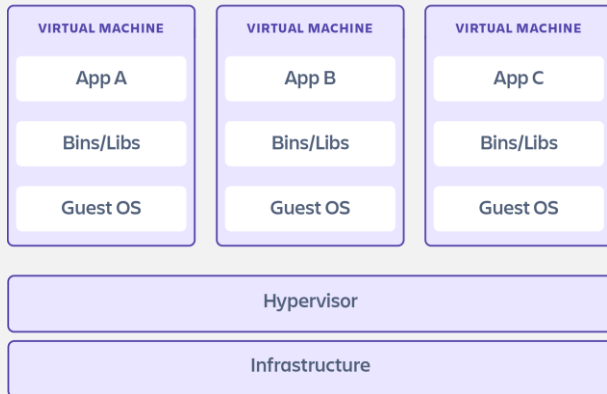 VIRTUAL MACHINE
App A
Bins/Libs
Guest OS
VIRTUAL MACHINE
App B
Bins/Libs
Guest OS
VIRTUAL MACHINE
App C
Bins/Libs
Guest OS
Hypervisor
Infrastructure